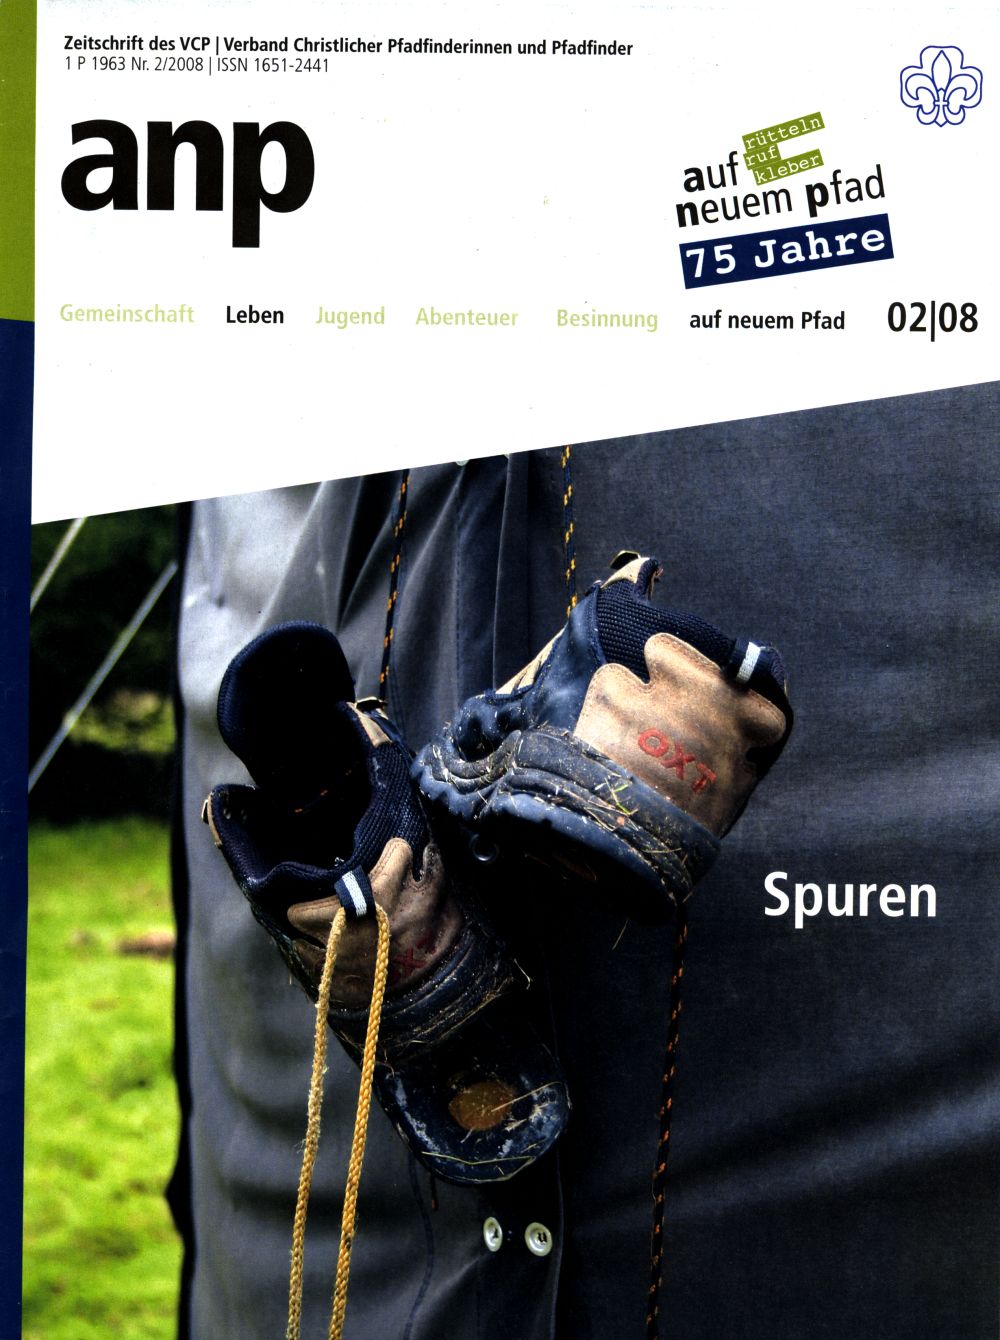 Zeitschrift des VCP | Verband Christlicher Pfadfinderinnen und Pfadfinder
1 P 1963 Nr. 2/2008 | ISSN 1651-2441
anp
rütteln
ruf
kleber
auf
neuem pfad
75 Jahre
Gemeinschaft Leben Jugend Abenteuer Besinnung auf neuem Pfad 02|08
OXT
Spuren